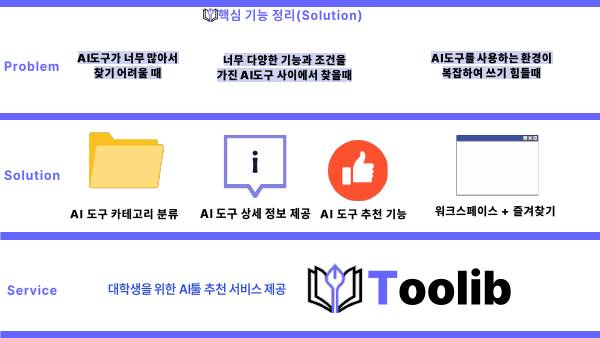 핵심 기능 정리(Solution)
Problem
AI도구가 너무 많아서
찾기 어려울 때
너무 다양한 기능과 조건을
가진 AI도구 사이에서 찾을때
AI도구를 사용하는 환경이
복잡하여 쓰기 힘들때
Solution
i
AI 도구 카테고리 분류
AI 도구 상세 정보 제공
AI 도구 추천 기능
워크스페이스 + 즐겨찾기
Service
대학생을 위한 AI툴 추천 서비스 제공
Toolib